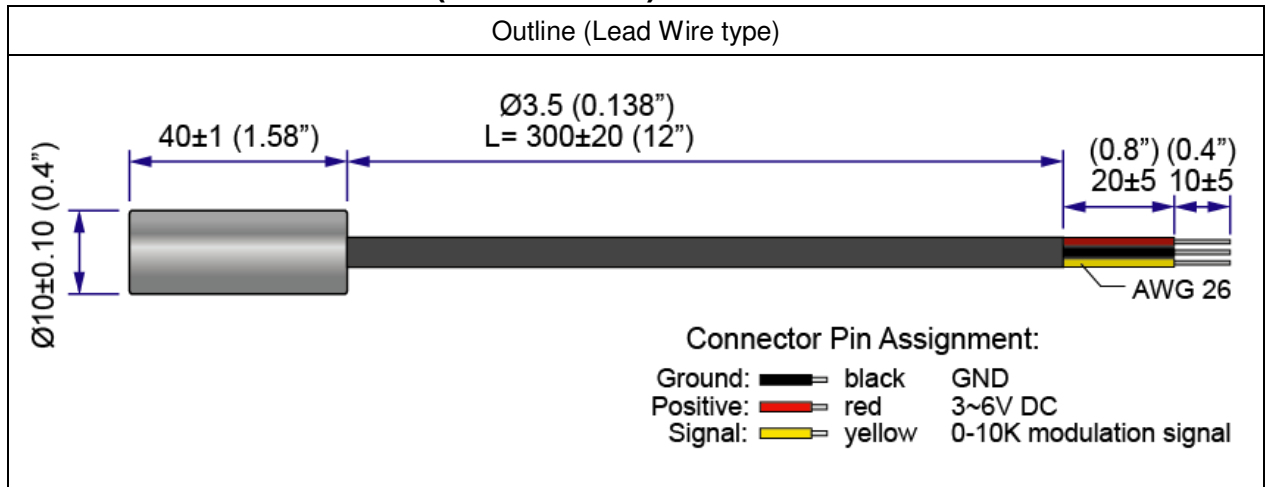 Outline (Lead Wire type)
Ø3.5 (0.138”)
40±1 (1.58”)
L= 300±20 (12”)
(0.8”) (0.4”)
20±5 10±5
Ø10±0.10 (0.4”)
AWG 26
Connector Pin Assignment:
Ground: black GND
Positive: red 3~6V DC
Signal: yellow 0-10K modulation signal